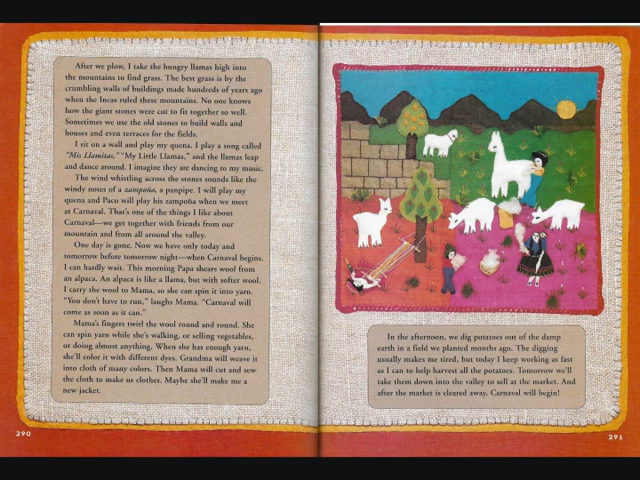 After we plow, I take the hungry llamas high into
the mountains to find grass. The best grass is by the
crumbling walls of buildings made hundreds of years ago
when the Incas ruled these mountains. No one knows
how the giant stones were cut to fit together so well.
Sometimes we use the old stones to build walls and
houses and even terraces for the fields.
I sit on a wall and play my quena. I play a song called
"Mis Llamitas," "My Little Llamas," and the llamas leap
and dance around. I imagine they are dancing to my music.
The wind whistling across the stones sounds like the
windy notes of a zampoña, a panpipe. I will play my
quena and Paco will play his zampoña when we meet
at Carnaval. That's one of the things I like about
Carnaval—we get together with friends from our
mountain and from all around the valley.
One day is gone. Now we have only today and
tomorrow before tomorrow night—when Carnaval begins.
I can hardly wait. This morning Papa shears wool from
an alpaca. An alpaca is like a llama, but with softer wool.
I carry the wool to Mama, so she can spin it into yarn.
"You don't have to run," laughs Mama. "Carnaval will
come as soon as it can."
Mama's fingers twirl the wool round and round. She
can spin yarn while she's walking, or selling vegetables,
or doing almost anything. When she has enough yarn,
she'll color it with different dyes. Grandma will weave it
into cloth of many colors. Then Mama will cut and sew
the cloth to make us clothes. Maybe she'll make me a
new jacket.
290
In the afternoon, we dig potatoes out of the damp
earth in a field we planted months ago. The digging
usually makes me tired, but today I keep working as fast
as I can to help harvest all the potatoes. Tomorrow we'll
take them down into the valley to sell at the market. And
after the market is cleared away, Carnaval will begin!
291